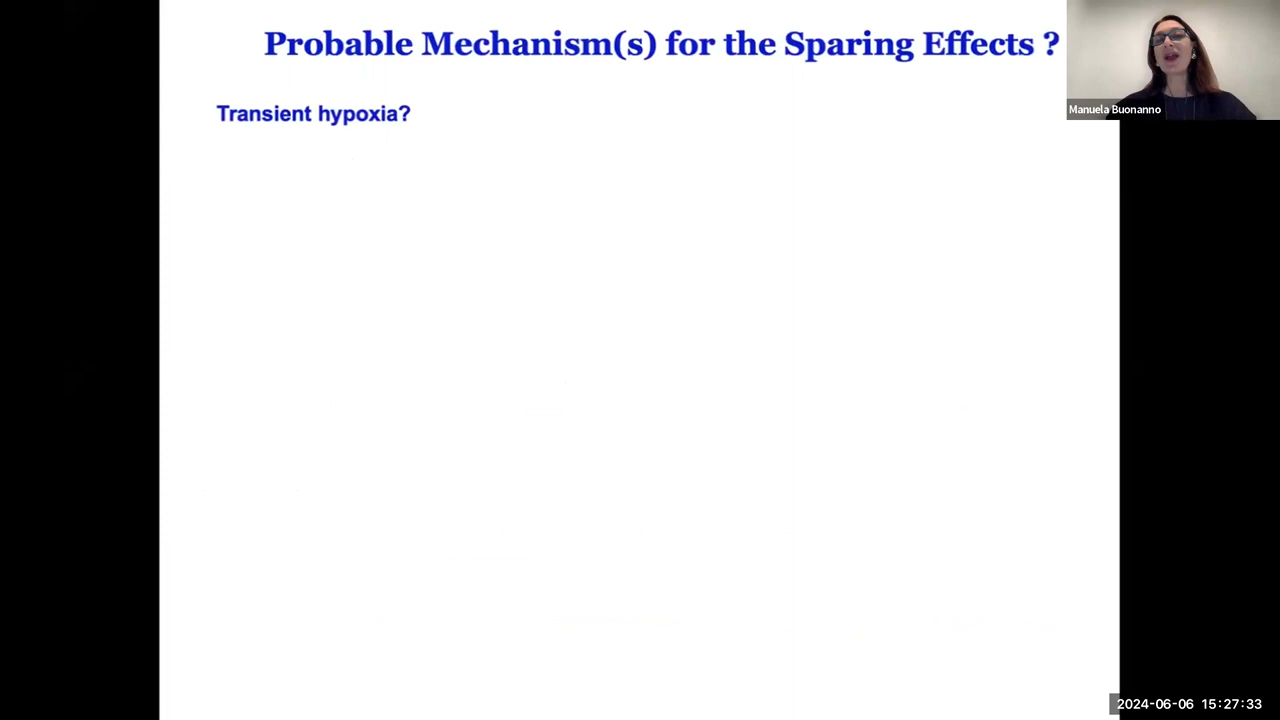 Probable Mechanism(s) for the Sparing Effects ?
Transient hypoxia?
Manuela Buonanno
2024-06-06 15:27:33